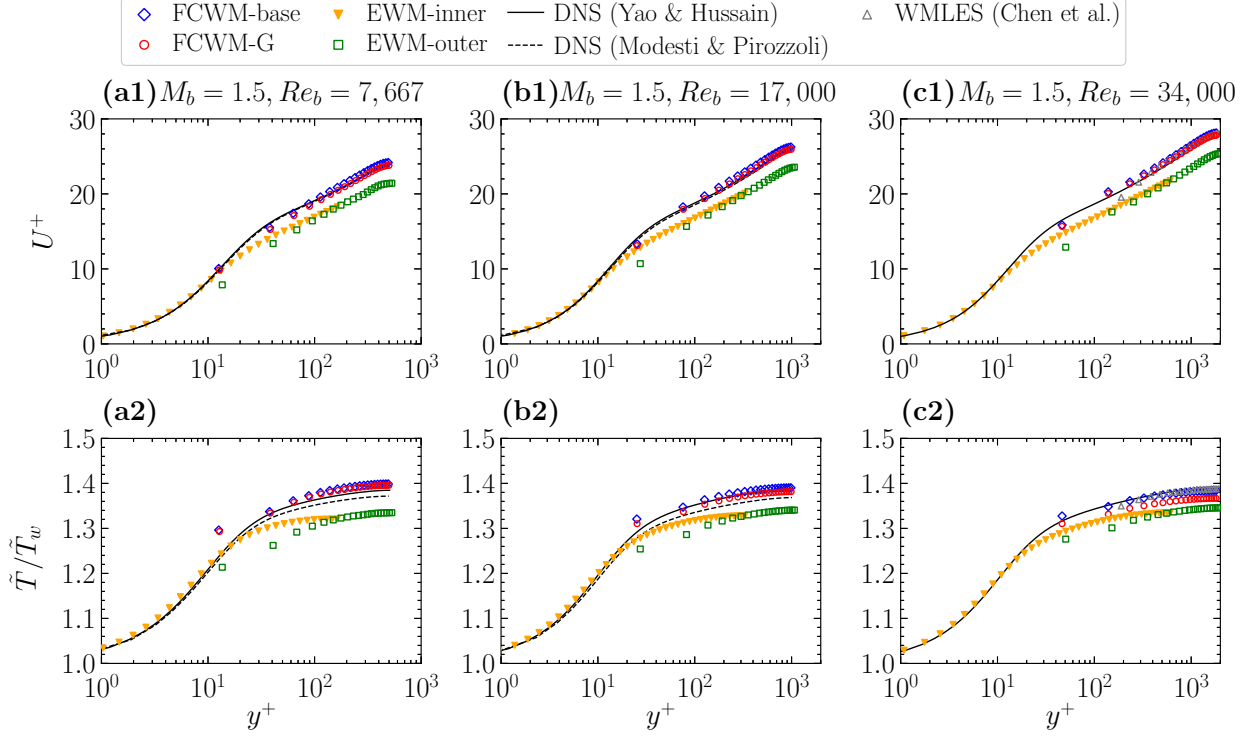 FCWM-base EWM-inner DNS (Yao & Hussain) WMLES (Chen et al.)
FCWM-G EWM-outer DNS (Modesti & Pirozzoli)
(a1) M_b = 1.5, Re_b = 7,667
(b1) M_b = 1.5, Re_b = 17,000
(c1) M_b = 1.5, Re_b = 34,000
U^+
30
20
10
0
10^0 10^1 10^2 10^3
30
20
10
0
10^0 10^1 10^2 10^3
30
20
10
0
10^0 10^1 10^2 10^3
(a2)
(b2)
(c2)
T̃/T̃_w
1.5
1.4
1.3
1.2
1.1
1.0
10^0 10^1 10^2 10^3
y^+
1.5
1.4
1.3
1.2
1.1
1.0
10^0 10^1 10^2 10^3
y^+
1.5
1.4
1.3
1.2
1.1
1.0
10^0 10^1 10^2 10^3
y^+